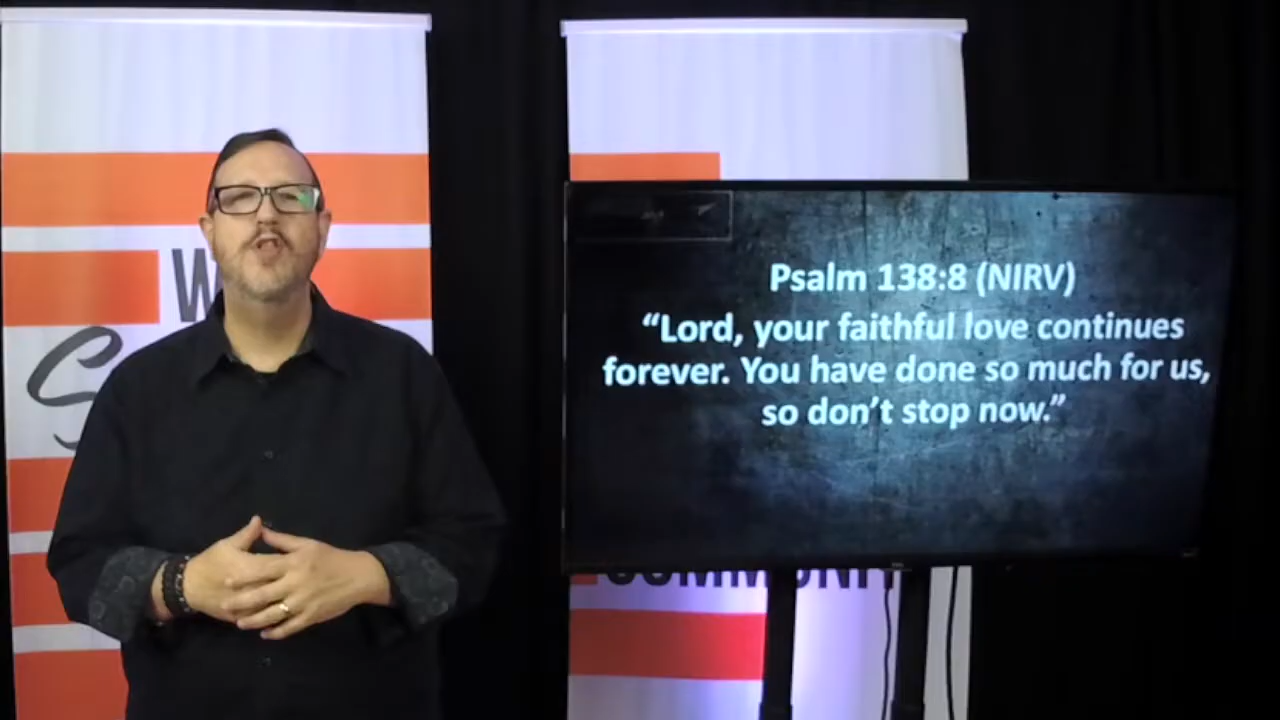 Psalm 138:8 (NIRV)
“Lord, your faithful love continues
forever. You have done so much for us,
so don’t stop now.”